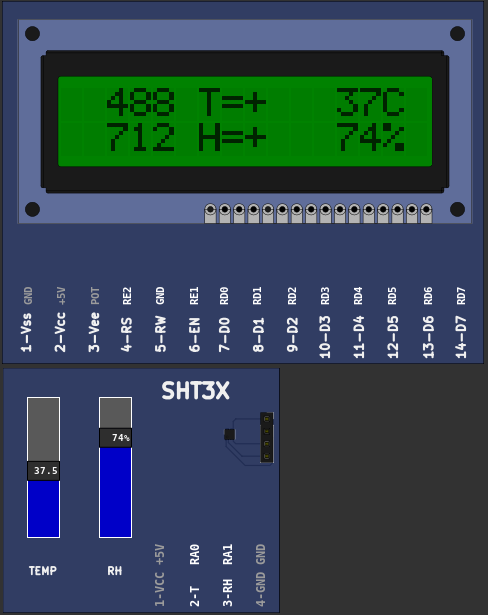 488 T=+ 37C
712 H=+ 74%
1-Vss GND
2-Vcc +5V
3-Vee POT
4-RS RE2
5-RW GND
6-EN RE1
7-D0 RD0
8-D1 RD1
9-D2 RD2
10-D3 RD3
11-D4 RD4
12-D5 RD5
13-D6 RD6
14-D7 RD7
SHT3X
74%
37.5
TEMP
RH
1-VCC +5V
2-T RA0
3-RH RA1
4-GND GND